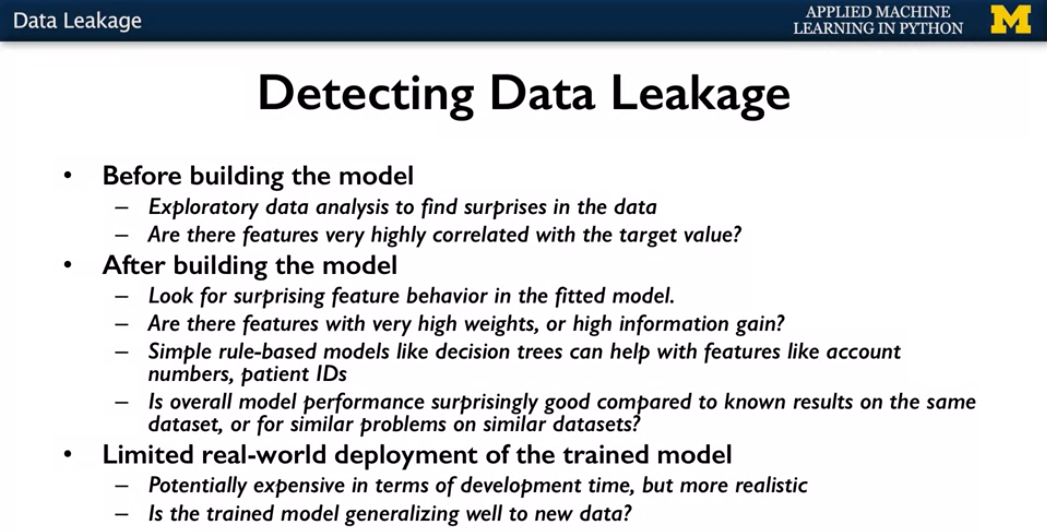 Data Leakage
APPLIED MACHINE
LEARNING IN PYTHON
M
Detecting Data Leakage
• Before building the model
– Exploratory data analysis to find surprises in the data
– Are there features very highly correlated with the target value?
• After building the model
– Look for surprising feature behavior in the fitted model.
– Are there features with very high weights, or high information gain?
– Simple rule-based models like decision trees can help with features like account
numbers, patient IDs
– Is overall model performance surprisingly good compared to known results on the same
dataset, or for similar problems on similar datasets?
• Limited real-world deployment of the trained model
– Potentially expensive in terms of development time, but more realistic
– Is the trained model generalizing well to new data?